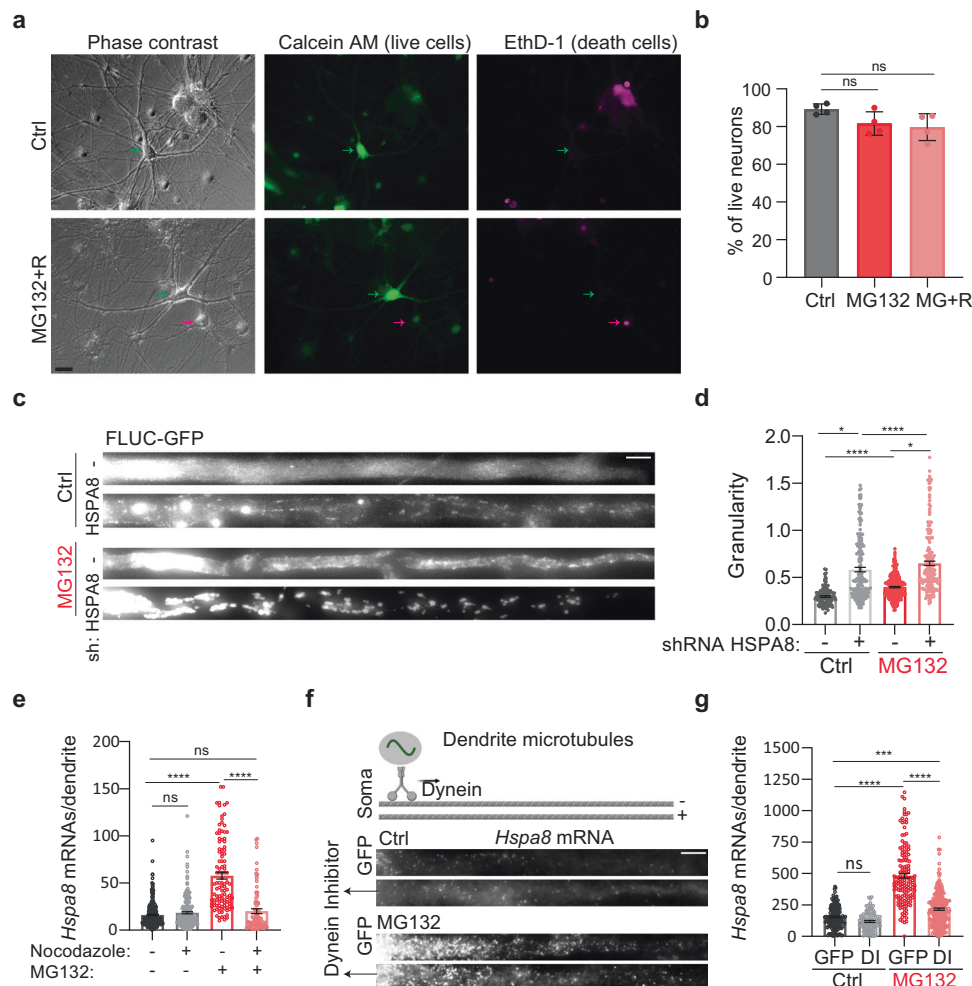 a
Phase contrast
Calcein AM (live cells)
EthD-1 (death cells)
Ctrl
MG132+R
b
ns
ns
% of live neurons
100
80
60
40
20
0
Ctrl MG132 MG+R
c
FLUC-GFP
Ctrl
-
HSPA8
MG132
-
sh: HSPA8
d
* ****
**** *
Granularity
2.0
1.5
1.0
0.5
0.0
shRNA HSPA8: - + - +
Ctrl MG132
e
ns
**** ****
ns
Hspa8 mRNAs/dendrite
200
150
100
50
0
Nocodazole: - + - +
MG132: - - + +
f
Dendrite microtubules
Soma
Dynein
-
+
Ctrl
Hspa8 mRNA
GFP
Dynein Inhibitor
MG132
GFP
g
***
**** ****
ns
Hspa8 mRNAs/dendrite
1500
1250
1000
750
500
250
0
GFP DI GFP DI
Ctrl MG132